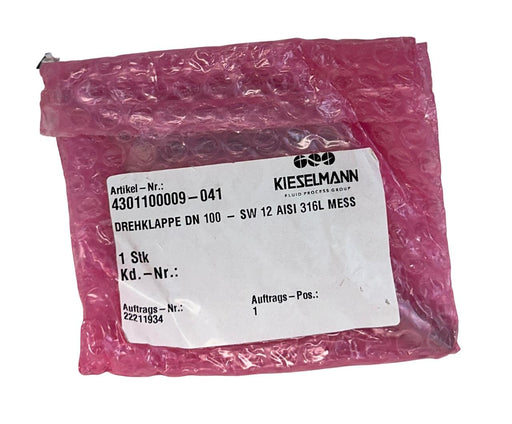 KIESELMANN
FLUID PROCESS GROUP
Artikel-Nr.:
4301100009-041
DREHKLAPPE DN 100 - SW 12 AISI 316L MESS
1 Stk
Kd.-Nr.:
Auftrags-Nr.:
22211934
Auftrags-Pos.:
1